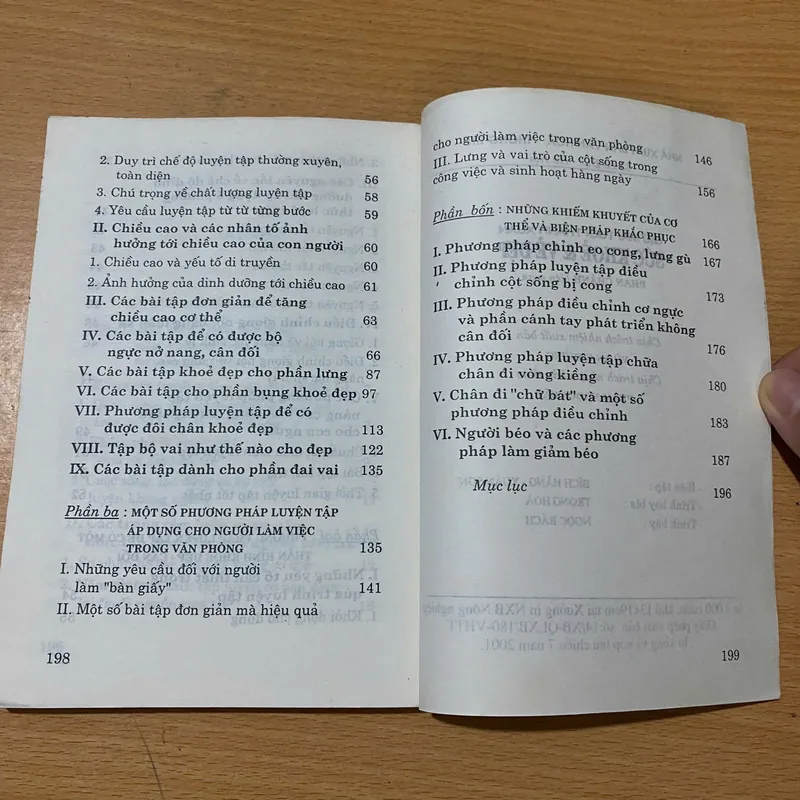 2. Duy trì chế độ luyện tập thường xuyên,
toàn diện 56
3. Chú trọng về chất lượng luyện tập 58
4. Yêu cầu luyện tập từ từ từng bước 59
II. Chiều cao và các nhân tố ảnh
hưởng tới chiều cao của con người 60
1. Chiều cao và yếu tố di truyền 60
2. Ảnh hưởng của dinh dưỡng tới chiều cao 61
III. Các bài tập đơn giản để tăng
chiều cao cơ thể 63
IV. Các bài tập để có được bộ
ngực nở nang, cân đối 66
V. Các bài tập khoẻ đẹp cho phần lưng 87
VI. Các bài tập cho phần bụng khoẻ đẹp 97
VII. Phương pháp luyện tập để có
được đôi chân khoẻ đẹp 113
VIII. Tập bộ vai như thế nào cho đẹp 122
IX. Các bài tập dành cho phần đai vai 135
Phần ba : MỘT SỐ PHƯƠNG PHÁP LUYỆN TẬP
ÁP DỤNG CHO NGƯỜI LÀM VIỆC
TRONG VĂN PHÒNG 135
I. Những yêu cầu đối với người
làm "bàn giấy" 141
II. Một số bài tập đơn giản mà hiệu quả
198
cho người làm việc trong văn phòng 146
III. Lưng và vai trò của cột sống trong
công việc và sinh hoạt hàng ngày 156
Phần bốn : NHỮNG KHIẾM KHUYẾT CỦA CƠ
THỂ VÀ BIỆN PHÁP KHẮC PHỤC 166
I. Phương pháp chỉnh eo cong, lưng gù 167
II. Phương pháp luyện tập điều
chỉnh cột sống bị cong 173
III. Phương pháp điều chỉnh cơ ngực
và phần cánh tay phát triển không
cân đối 176
IV. Phương pháp luyện tập chữa
chân đi vòng kiềng 180
V. Chân đi "chữ bát" và một số
phương pháp điều chỉnh 183
VI. Người béo và các phương
pháp làm giảm béo 187
Mục lục 196
199